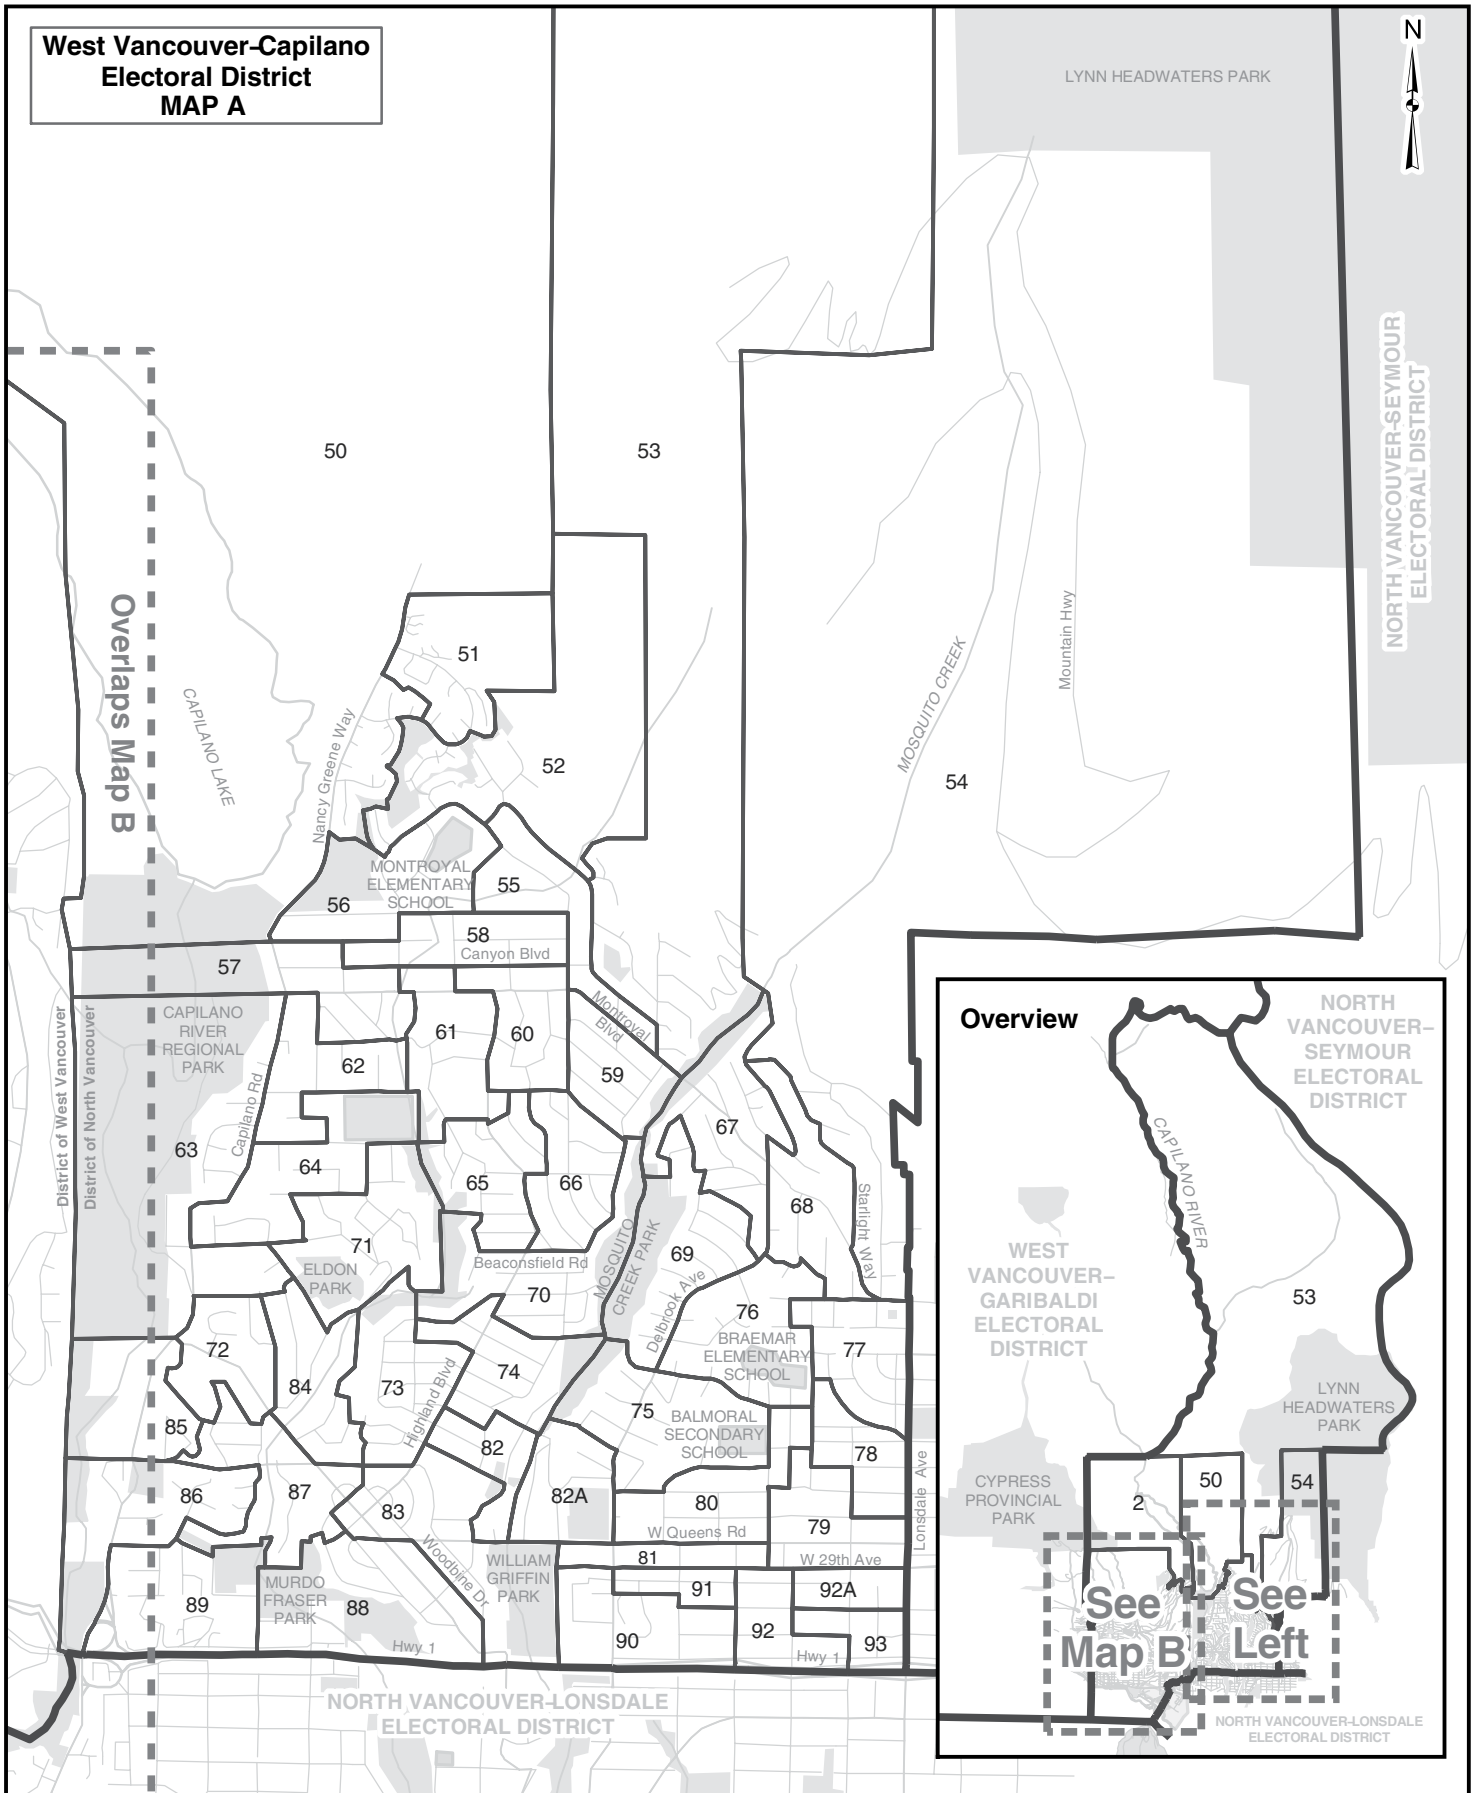 West Vancouver–Capilano
Electoral District
MAP A
N
LYNN HEADWATERS PARK
NORTH VANCOUVER-SEYMOUR
ELECTORAL DISTRICT
50
53
Overlaps Map B
CAPILANO LAKE
Nancy Greene Way
51
52
MOSQUITO CREEK
Mountain Hwy
54
MONTROYAL
ELEMENTARY
SCHOOL
55
56
58
Canyon Blvd
57
District of West Vancouver
District of North Vancouver
CAPILANO
RIVER
REGIONAL
PARK
Montroyal
Blvd
61
60
59
62
Capilano Rd
63
64
65
66
67
68
Starlight Way
71
ELDON
PARK
Beaconsfield Rd
MOSQUITO
CREEK PARK
69
Delbrook Ave
70
76
BRAEMAR
ELEMENTARY
SCHOOL
77
72
84
73
Highland Blvd
74
75
BALMORAL
SECONDARY
SCHOOL
85
82
78
Lonsdale Ave
86
87
83
82A
80
W Queens Rd
79
81
W 29th Ave
Woodbine Dr
WILLIAM
GRIFFIN
PARK
91
92A
MURDO
FRASER
PARK
89
88
Hwy 1
90
92
93
Hwy 1
NORTH VANCOUVER–LONSDALE
ELECTORAL DISTRICT
Overview
NORTH
VANCOUVER–
SEYMOUR
ELECTORAL
DISTRICT
CAPILANO RIVER
WEST
VANCOUVER–
GARIBALDI
ELECTORAL
DISTRICT
53
LYNN
HEADWATERS
PARK
CYPRESS
PROVINCIAL
PARK
2
50
54
See
Map B
See
Left
NORTH VANCOUVER-LONSDALE
ELECTORAL DISTRICT